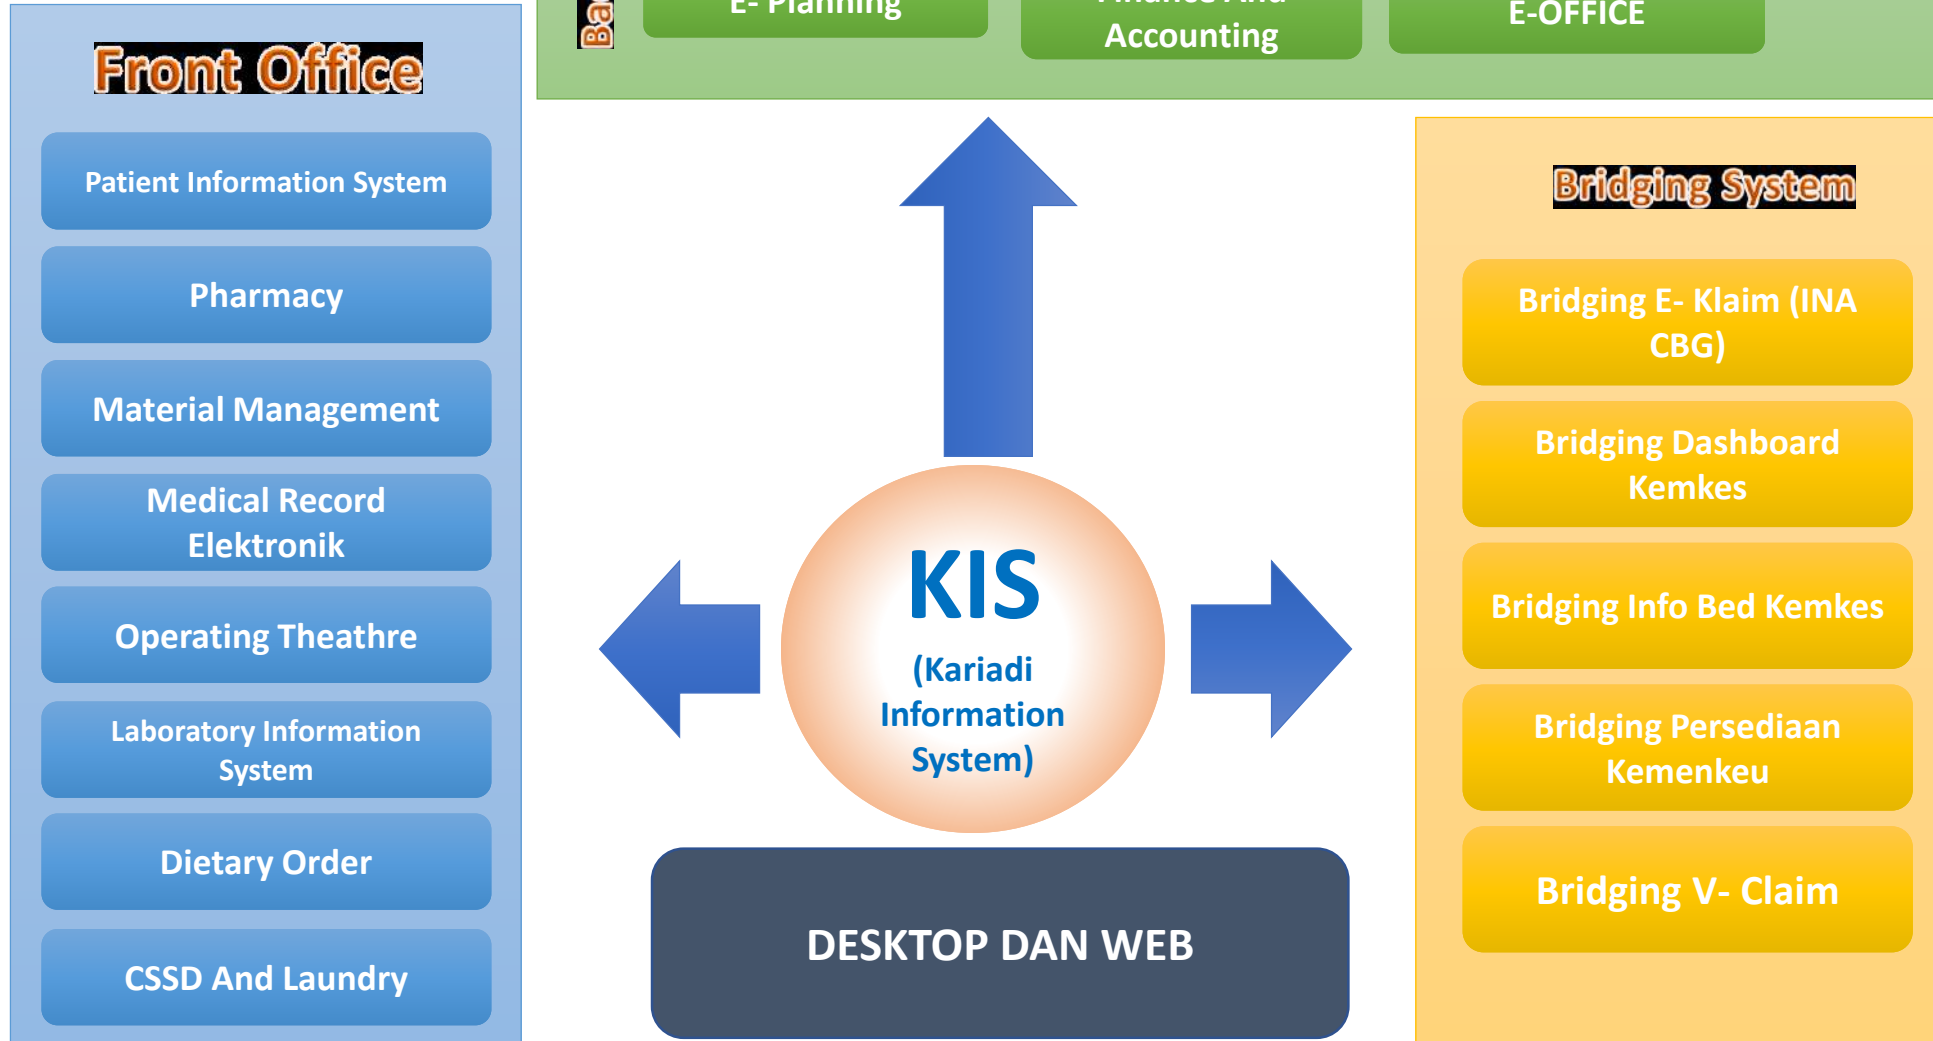 E- Planning
Finance And
Accounting
E-OFFICE
Front Office
Patient Information System
Pharmacy
Material Management
Medical Record
Elektronik
Operating Theathre
Laboratory Information
System
Dietary Order
CSSD And Laundry
KIS
(Kariadi
Information
System)
DESKTOP DAN WEB
Bridging System
Bridging E- Klaim (INA
CBG)
Bridging Dashboard
Kemkes
Bridging Info Bed Kemkes
Bridging Persediaan
Kemenkeu
Bridging V- Claim